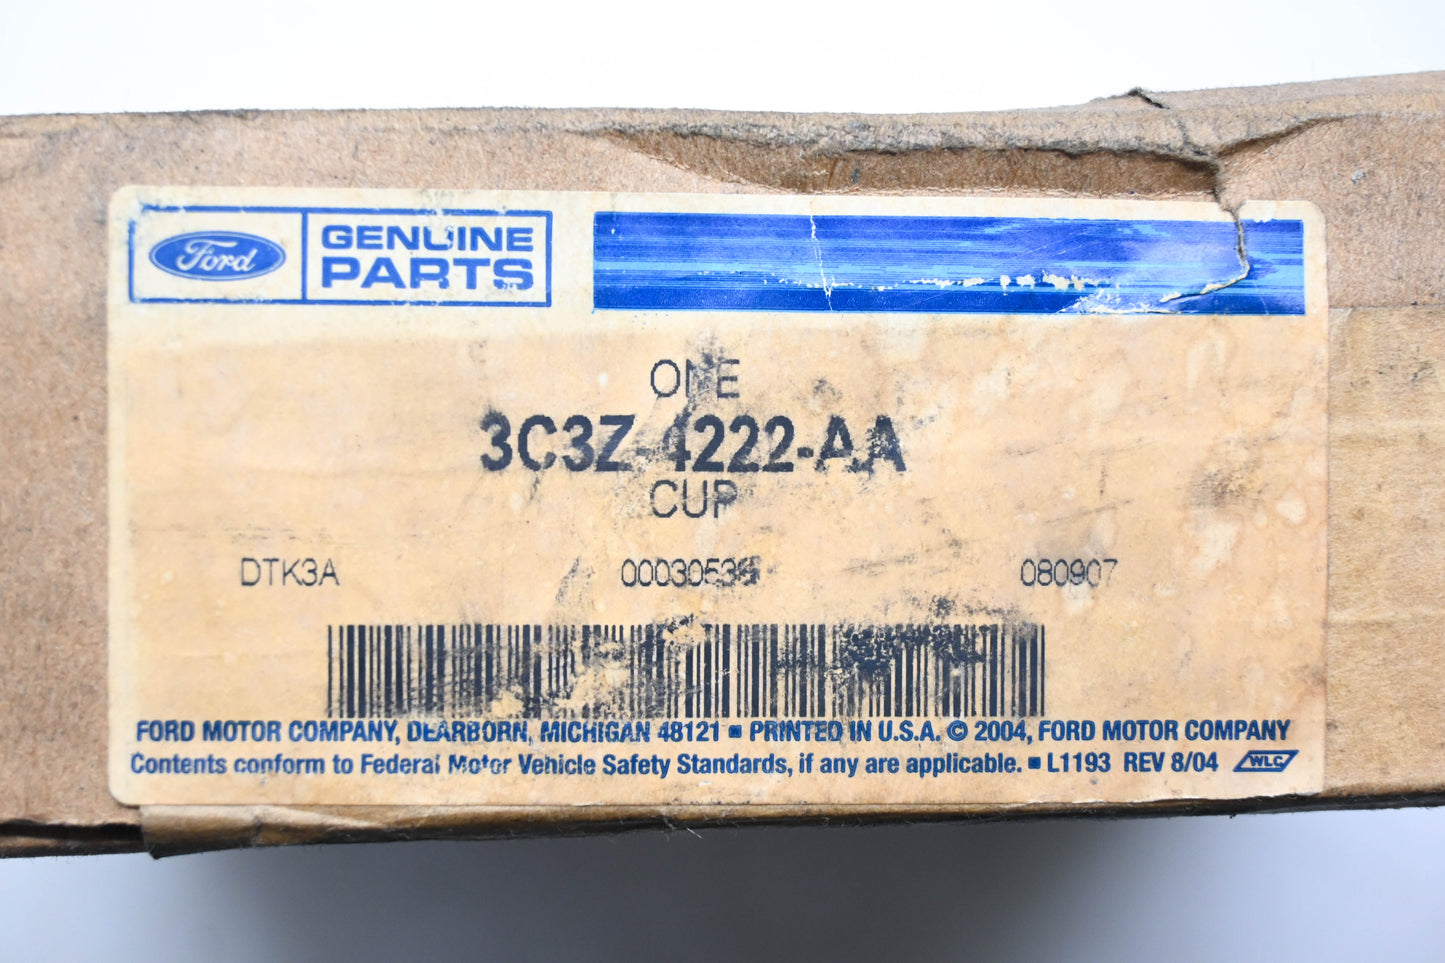 Ford
GENUINE
PARTS
ONE
3C3Z-4222-AA
CUP
DTK3A 080907
FORD MOTOR COMPANY, DEARBORN, MICHIGAN 48121 ▪ PRINTED IN U.S.A. © 2004, FORD MOTOR COMPANY
Contents conform to Federal Motor Vehicle Safety Standards, if any are applicable. ▪ L1193 REV 8/04 WLC